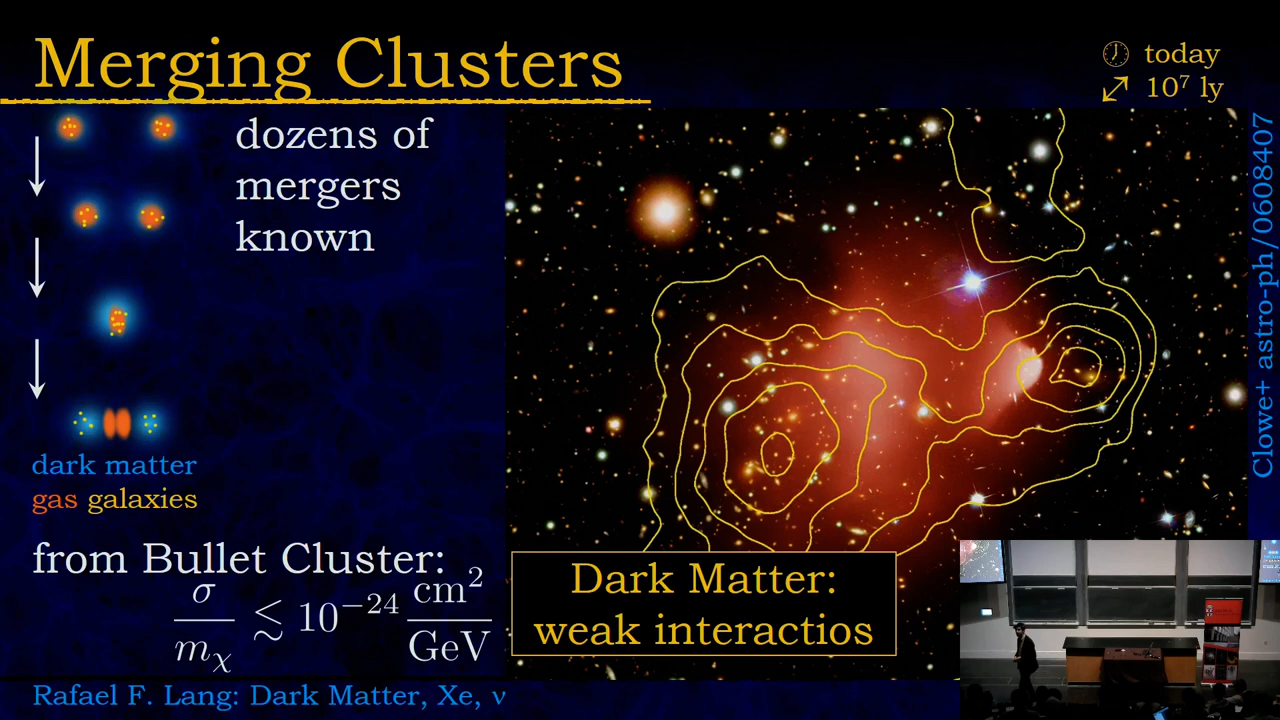 Merging Clusters
today
10⁷ ly
dozens of
mergers
known
dark matter
gas galaxies
from Bullet Cluster:
σ/m_χ ≲ 10⁻²⁴ cm²/GeV
Dark Matter:
weak interactios
Clowe+ astro-ph/0608407
Rafael F. Lang: Dark Matter, Xe, ν